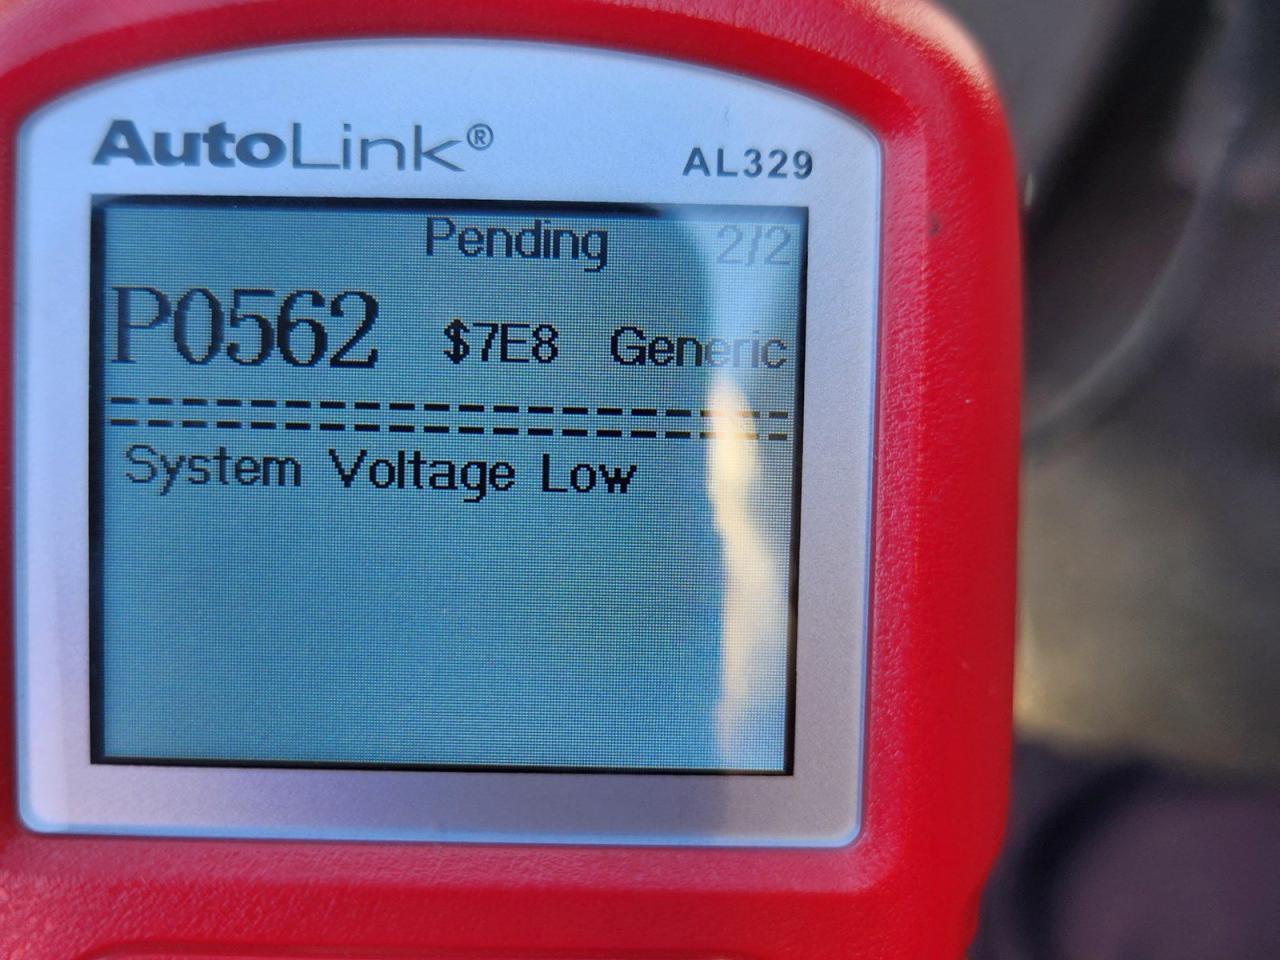 AutoLink®
AL329
Pending 2/2
P0562 $7E8 Generic
System Voltage Low